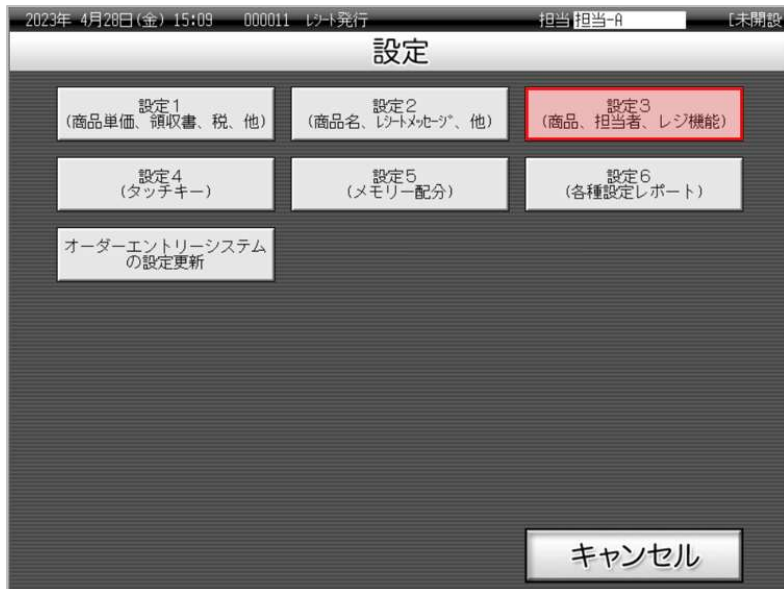 2023年 4月28日(金) 15:09 000011 レシート発行 担当 担当-A [未開設
設定
設定1
(商品単価、領収書、税、他)
設定2
(商品名、レシートメッセージ、他)
設定3
(商品、担当者、レジ機能)
設定4
(タッチキー)
設定5
(メモリー配分)
設定6
(各種設定レポート)
オーダーエントリーシステム
の設定更新
キャンセル